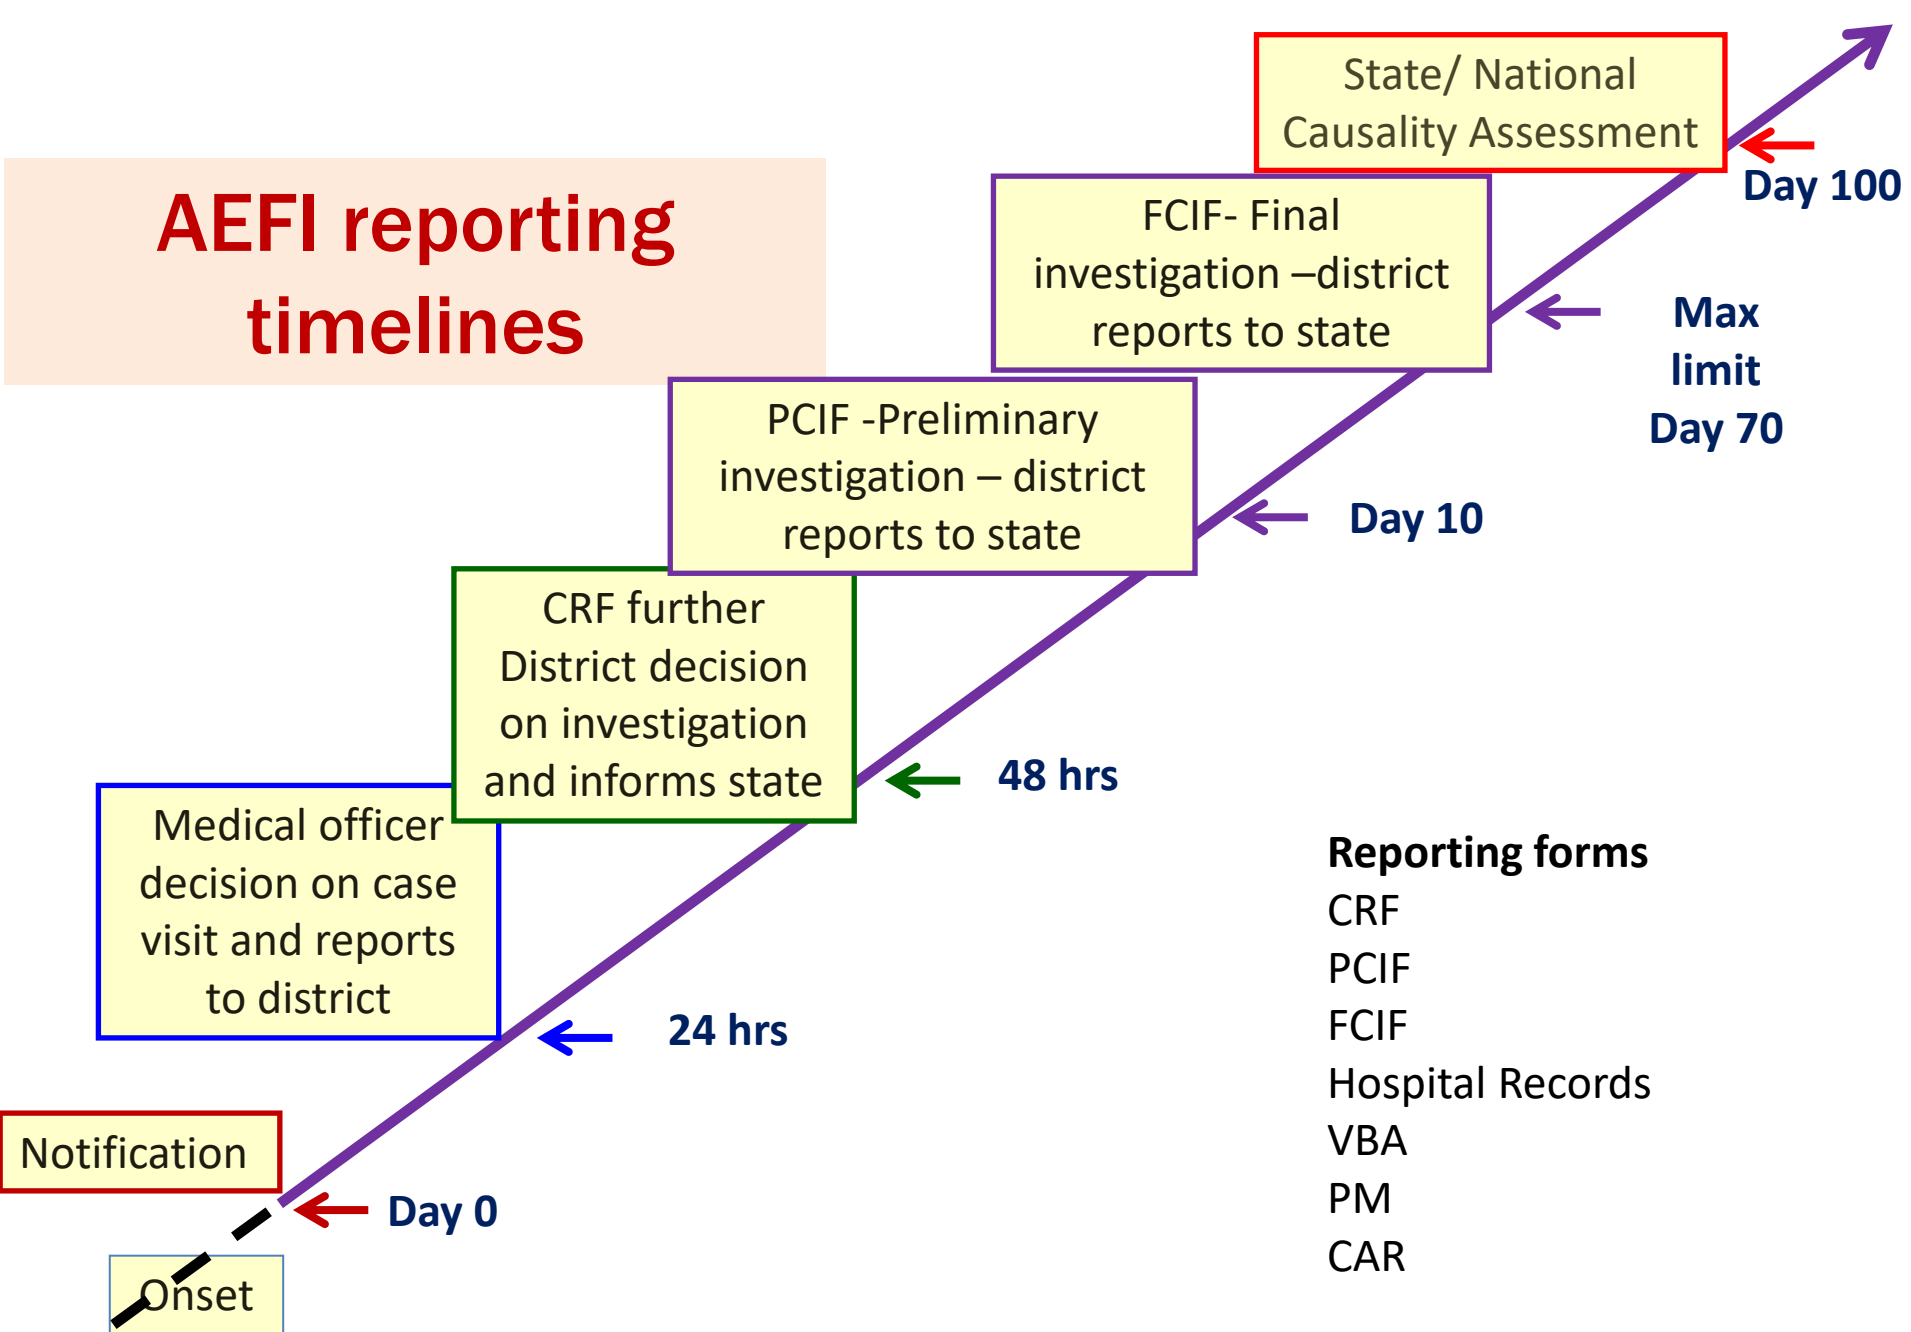 State/ National
Causality Assessment
Day 100
AEFI reporting
timelines
FCIF- Final
investigation –district
reports to state
Max
limit
Day 70
PCIF -Preliminary
investigation – district
reports to state
Day 10
CRF further
District decision
on investigation
and informs state
48 hrs
Medical officer
decision on case
visit and reports
to district
24 hrs
Notification
Day 0
Onset
Reporting forms
CRF
PCIF
FCIF
Hospital Records
VBA
PM
CAR